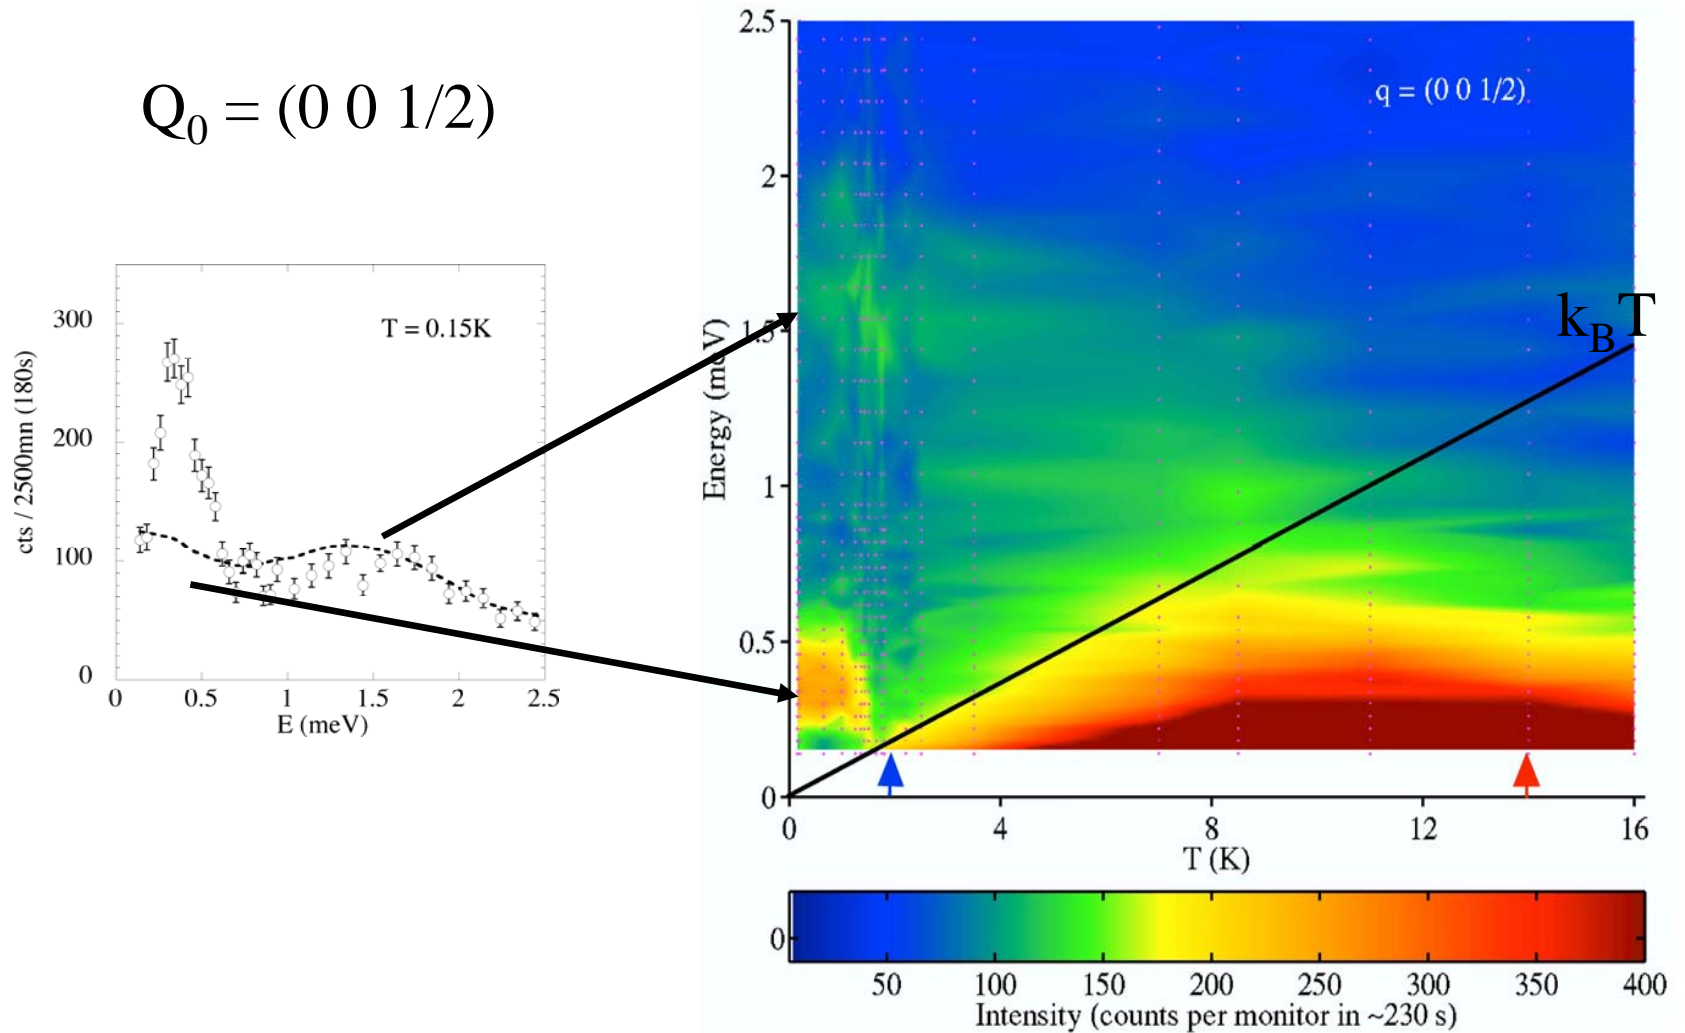 Q0 = (0 0 1/2)
cts / 2500mn (180s)
300
200
100
0
T = 0.15K
0 0.5 1 1.5 2 2.5
E (meV)
Energy (meV)
2.5
2
1.5
1
0.5
0
q = (0 0 1/2)
kBT
0 4 8 12 16
T (K)
0
50 100 150 200 250 300 350 400
Intensity (counts per monitor in ~230 s)